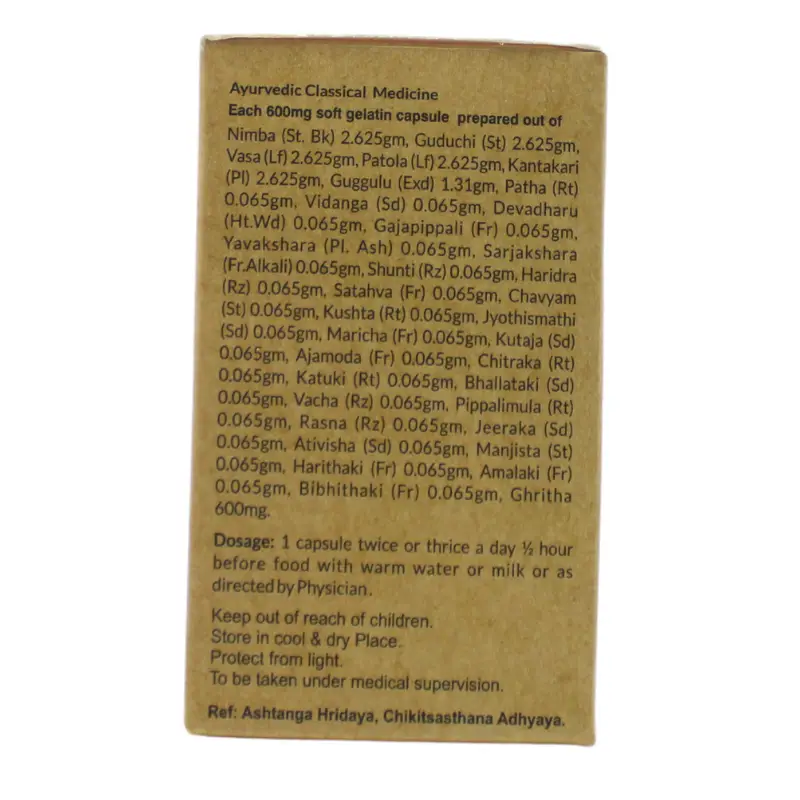 Ayurvedic Classical Medicine
Each 600mg soft gelatin capsule prepared out of
Nimba (St. Bk) 2.625gm, Guduchi (St) 2.625gm,
Vasa (Lf) 2.625gm, Patola (Lf) 2.625gm, Kantakari
(Pl) 2.625gm, Guggulu (Exd) 1.31gm, Patha (Rt)
0.065gm, Vidanga (Sd) 0.065gm, Devadharu
(Ht.Wd) 0.065gm, Gajapippali (Fr) 0.065gm,
Yavakshara (Pl. Ash) 0.065gm, Sarjakshara
(Fr.Alkali) 0.065gm, Shunti (Rz) 0.065gm, Haridra
(Rz) 0.065gm, Satahva (Fr) 0.065gm, Chavyam
(St) 0.065gm, Kushta (Rt) 0.065gm, Jyothismathi
(Sd) 0.065gm, Maricha (Fr) 0.065gm, Kutaja (Sd)
0.065gm, Ajamoda (Fr) 0.065gm, Chitraka (Rt)
0.065gm, Katuki (Rt) 0.065gm, Bhallataki (Sd)
0.065gm, Vacha (Rz) 0.065gm, Pippalimula (Rt)
0.065gm, Rasna (Rz) 0.065gm, Jeeraka (Sd)
0.065gm, Ativisha (Sd) 0.065gm, Manjista (St)
0.065gm, Harithaki (Fr) 0.065gm, Amalaki (Fr)
0.065gm, Bibhithaki (Fr) 0.065gm, Ghritha
600mg.
Dosage: 1 capsule twice or thrice a day ½ hour
before food with warm water or milk or as
directed by Physician.
Keep out of reach of children.
Store in cool & dry Place.
Protect from light.
To be taken under medical supervision.
Ref: Ashtanga Hridaya, Chikitsasthana Adhyaya.